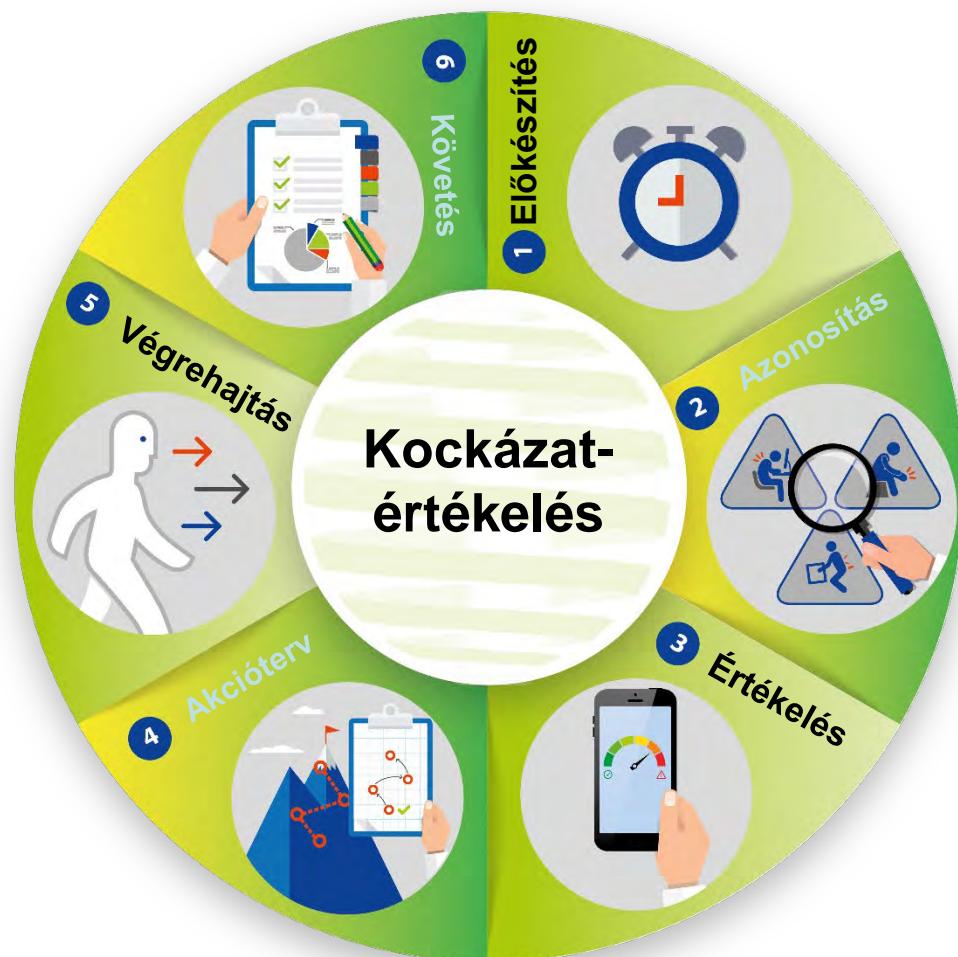 Kockázat-
értékelés
1 Előkészítés
2 Azonosítás
3 Értékelés
4 Akcióterv
5 Végrehajtás
6 Követés